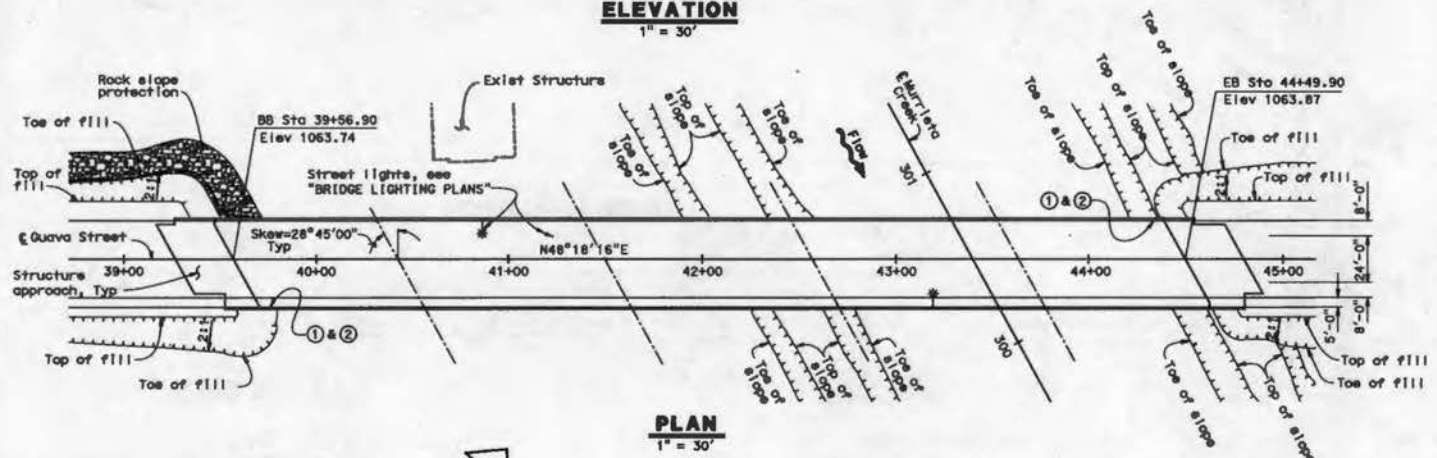 ELEVATION
1" = 30'
Rock slope
protection
Exist Structure
Toe of fill
BB Sta 39+56.90
Elev 1063.74
Top of
fill
Street lights, see
"BRIDGE LIGHTING PLANS"
Toe of
slope
Top of
slope
Toe of
slope
Flow
℄ Murrieta
Creek
301
Toe of slope
Top of slope
Toe of slope
EB Sta 44+49.90
Elev 1063.87
Toe of fill
Top of fill
2:1
2:1
1 & 2
8'-0"
℄ Guava Street
Skew=28°45'00"
Typ
N48°18'16"E
39+00
40+00
41+00
42+00
43+00
44+00
45+00
24'-0"
Structure
approach, Typ
5'-0"
8'-0"
2:1
1 & 2
Top of fill
Toe of fill
Toe of
slope
Top of
slope
Toe of
slope
300
2:1
Top of fill
Toe of fill
Toe of slope
Top of slope
PLAN
1" = 30'